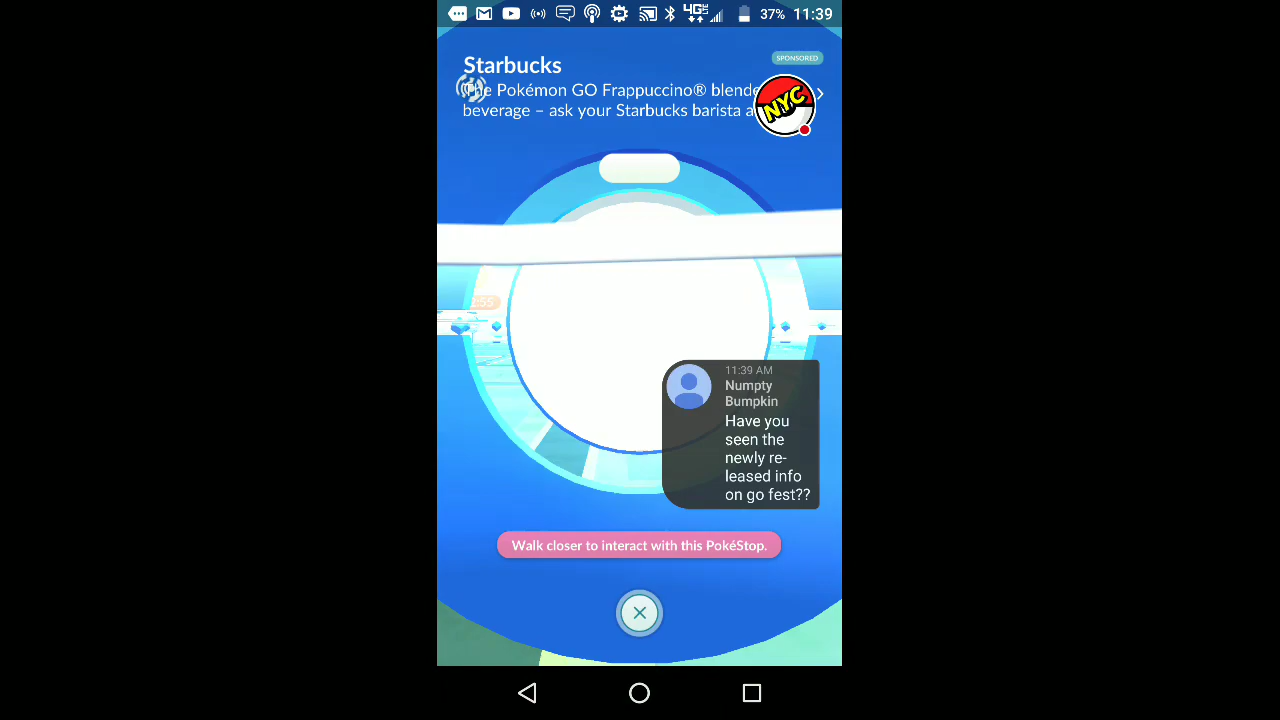 4G 37% 11:39
SPONSORED
Starbucks
The Pokémon GO Frappuccino® blende
beverage – ask your Starbucks barista a
NYC
:55
11:39 AM
Numpty
Bumpkin
Have you
seen the
newly re-
leased info
on go fest??
Walk closer to interact with this PokéStop.